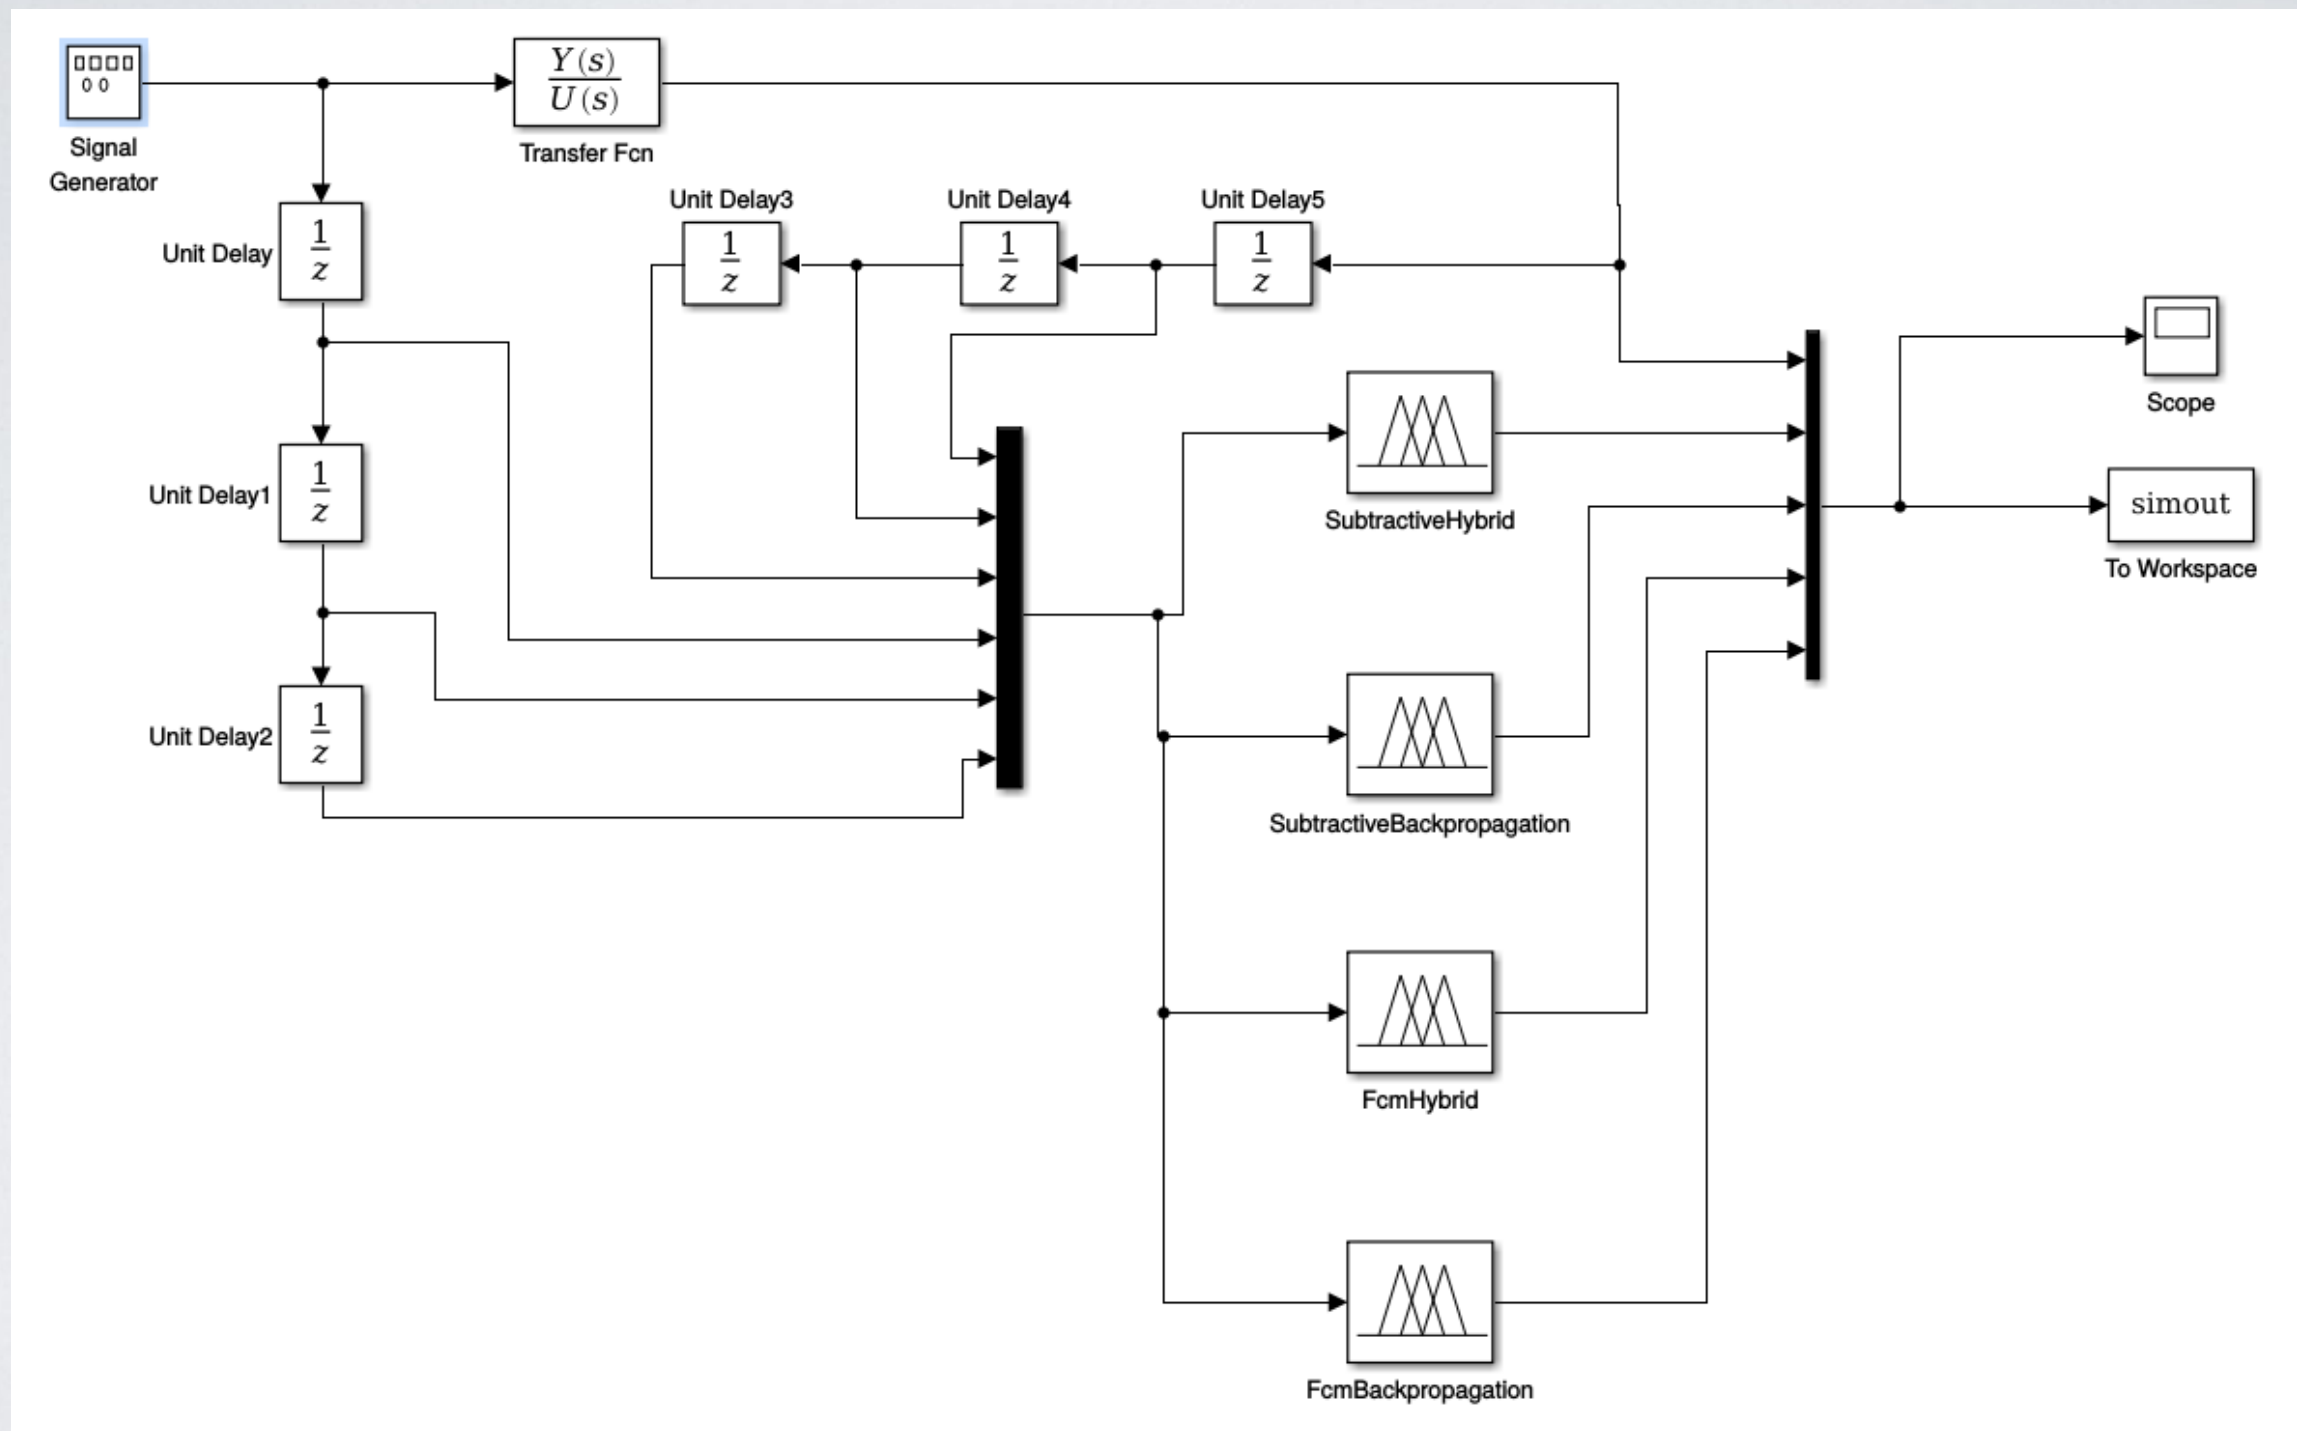 Signal
Generator
Y(s)
U(s)
Transfer Fcn
Unit Delay3
Unit Delay4
Unit Delay5
Unit Delay
1
z
1
z
1
z
1
z
Scope
Unit Delay1
1
z
SubtractiveHybrid
simout
To Workspace
Unit Delay2
1
z
SubtractiveBackpropagation
FcmHybrid
FcmBackpropagation